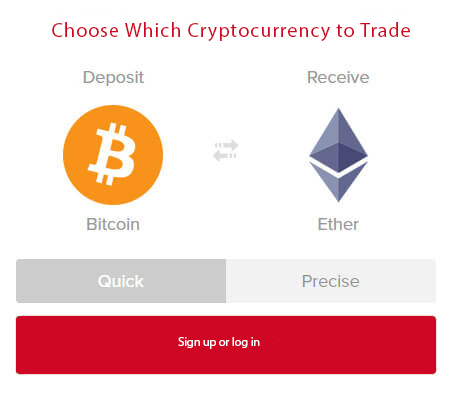 Choose Which Cryptocurrency to Trade
Deposit Receive
Bitcoin Ether
Quick Precise
Sign up or log in